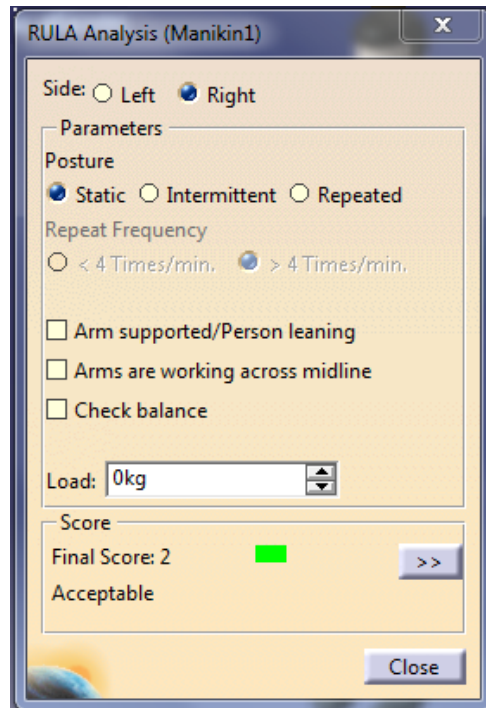 RULA Analysis (Manikin1)
X
Side: Left Right
Parameters
Posture
Static Intermittent Repeated
Repeat Frequency
< 4 Times/min. > 4 Times/min.
Arm supported/Person leaning
Arms are working across midline
Check balance
Load: 0kg
Score
Final Score: 2 >>
Acceptable
Close